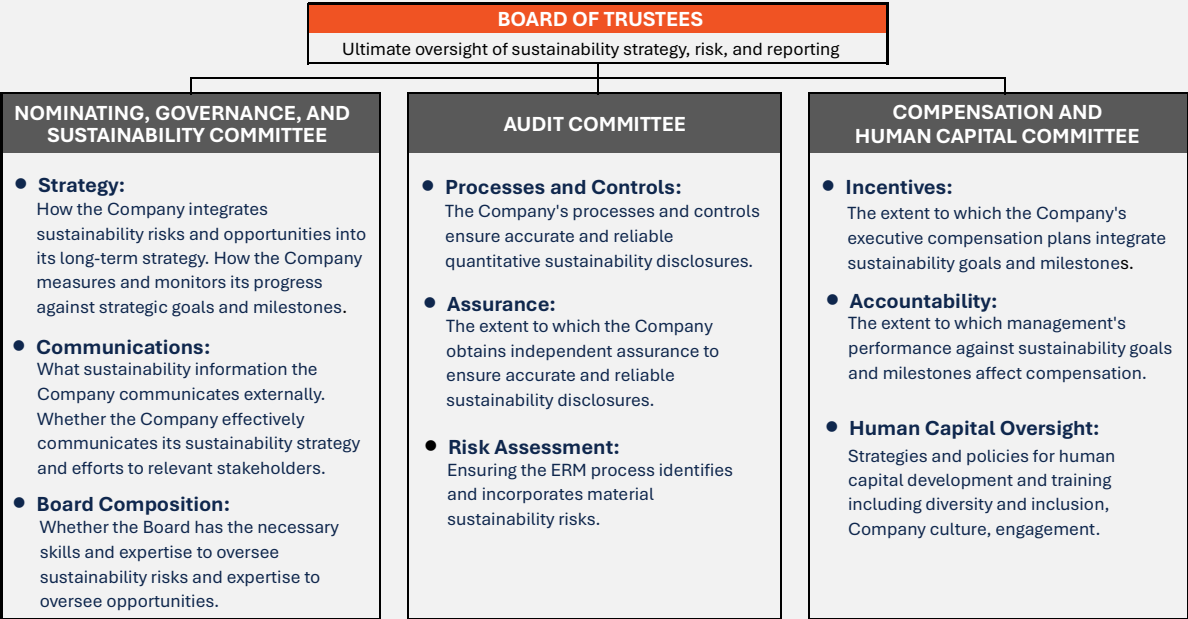 BOARD OF TRUSTEES
Ultimate oversight of sustainability strategy, risk, and reporting
NOMINATING, GOVERNANCE, AND
SUSTAINABILITY COMMITTEE
● Strategy:
How the Company integrates
sustainability risks and opportunities into
its long-term strategy. How the Company
measures and monitors its progress
against strategic goals and milestones.
● Communications:
What sustainability information the
Company communicates externally.
Whether the Company effectively
communicates its sustainability strategy
and efforts to relevant stakeholders.
● Board Composition:
Whether the Board has the necessary
skills and expertise to oversee
sustainability risks and expertise to
oversee opportunities.
AUDIT COMMITTEE
● Processes and Controls:
The Company's processes and controls
ensure accurate and reliable
quantitative sustainability disclosures.
● Assurance:
The extent to which the Company
obtains independent assurance to
ensure accurate and reliable
sustainability disclosures.
● Risk Assessment:
Ensuring the ERM process identifies
and incorporates material
sustainability risks.
COMPENSATION AND
HUMAN CAPITAL COMMITTEE
● Incentives:
The extent to which the Company's
executive compensation plans integrate
sustainability goals and milestones.
● Accountability:
The extent to which management's
performance against sustainability goals
and milestones affect compensation.
● Human Capital Oversight:
Strategies and policies for human
capital development and training
including diversity and inclusion,
Company culture, engagement.